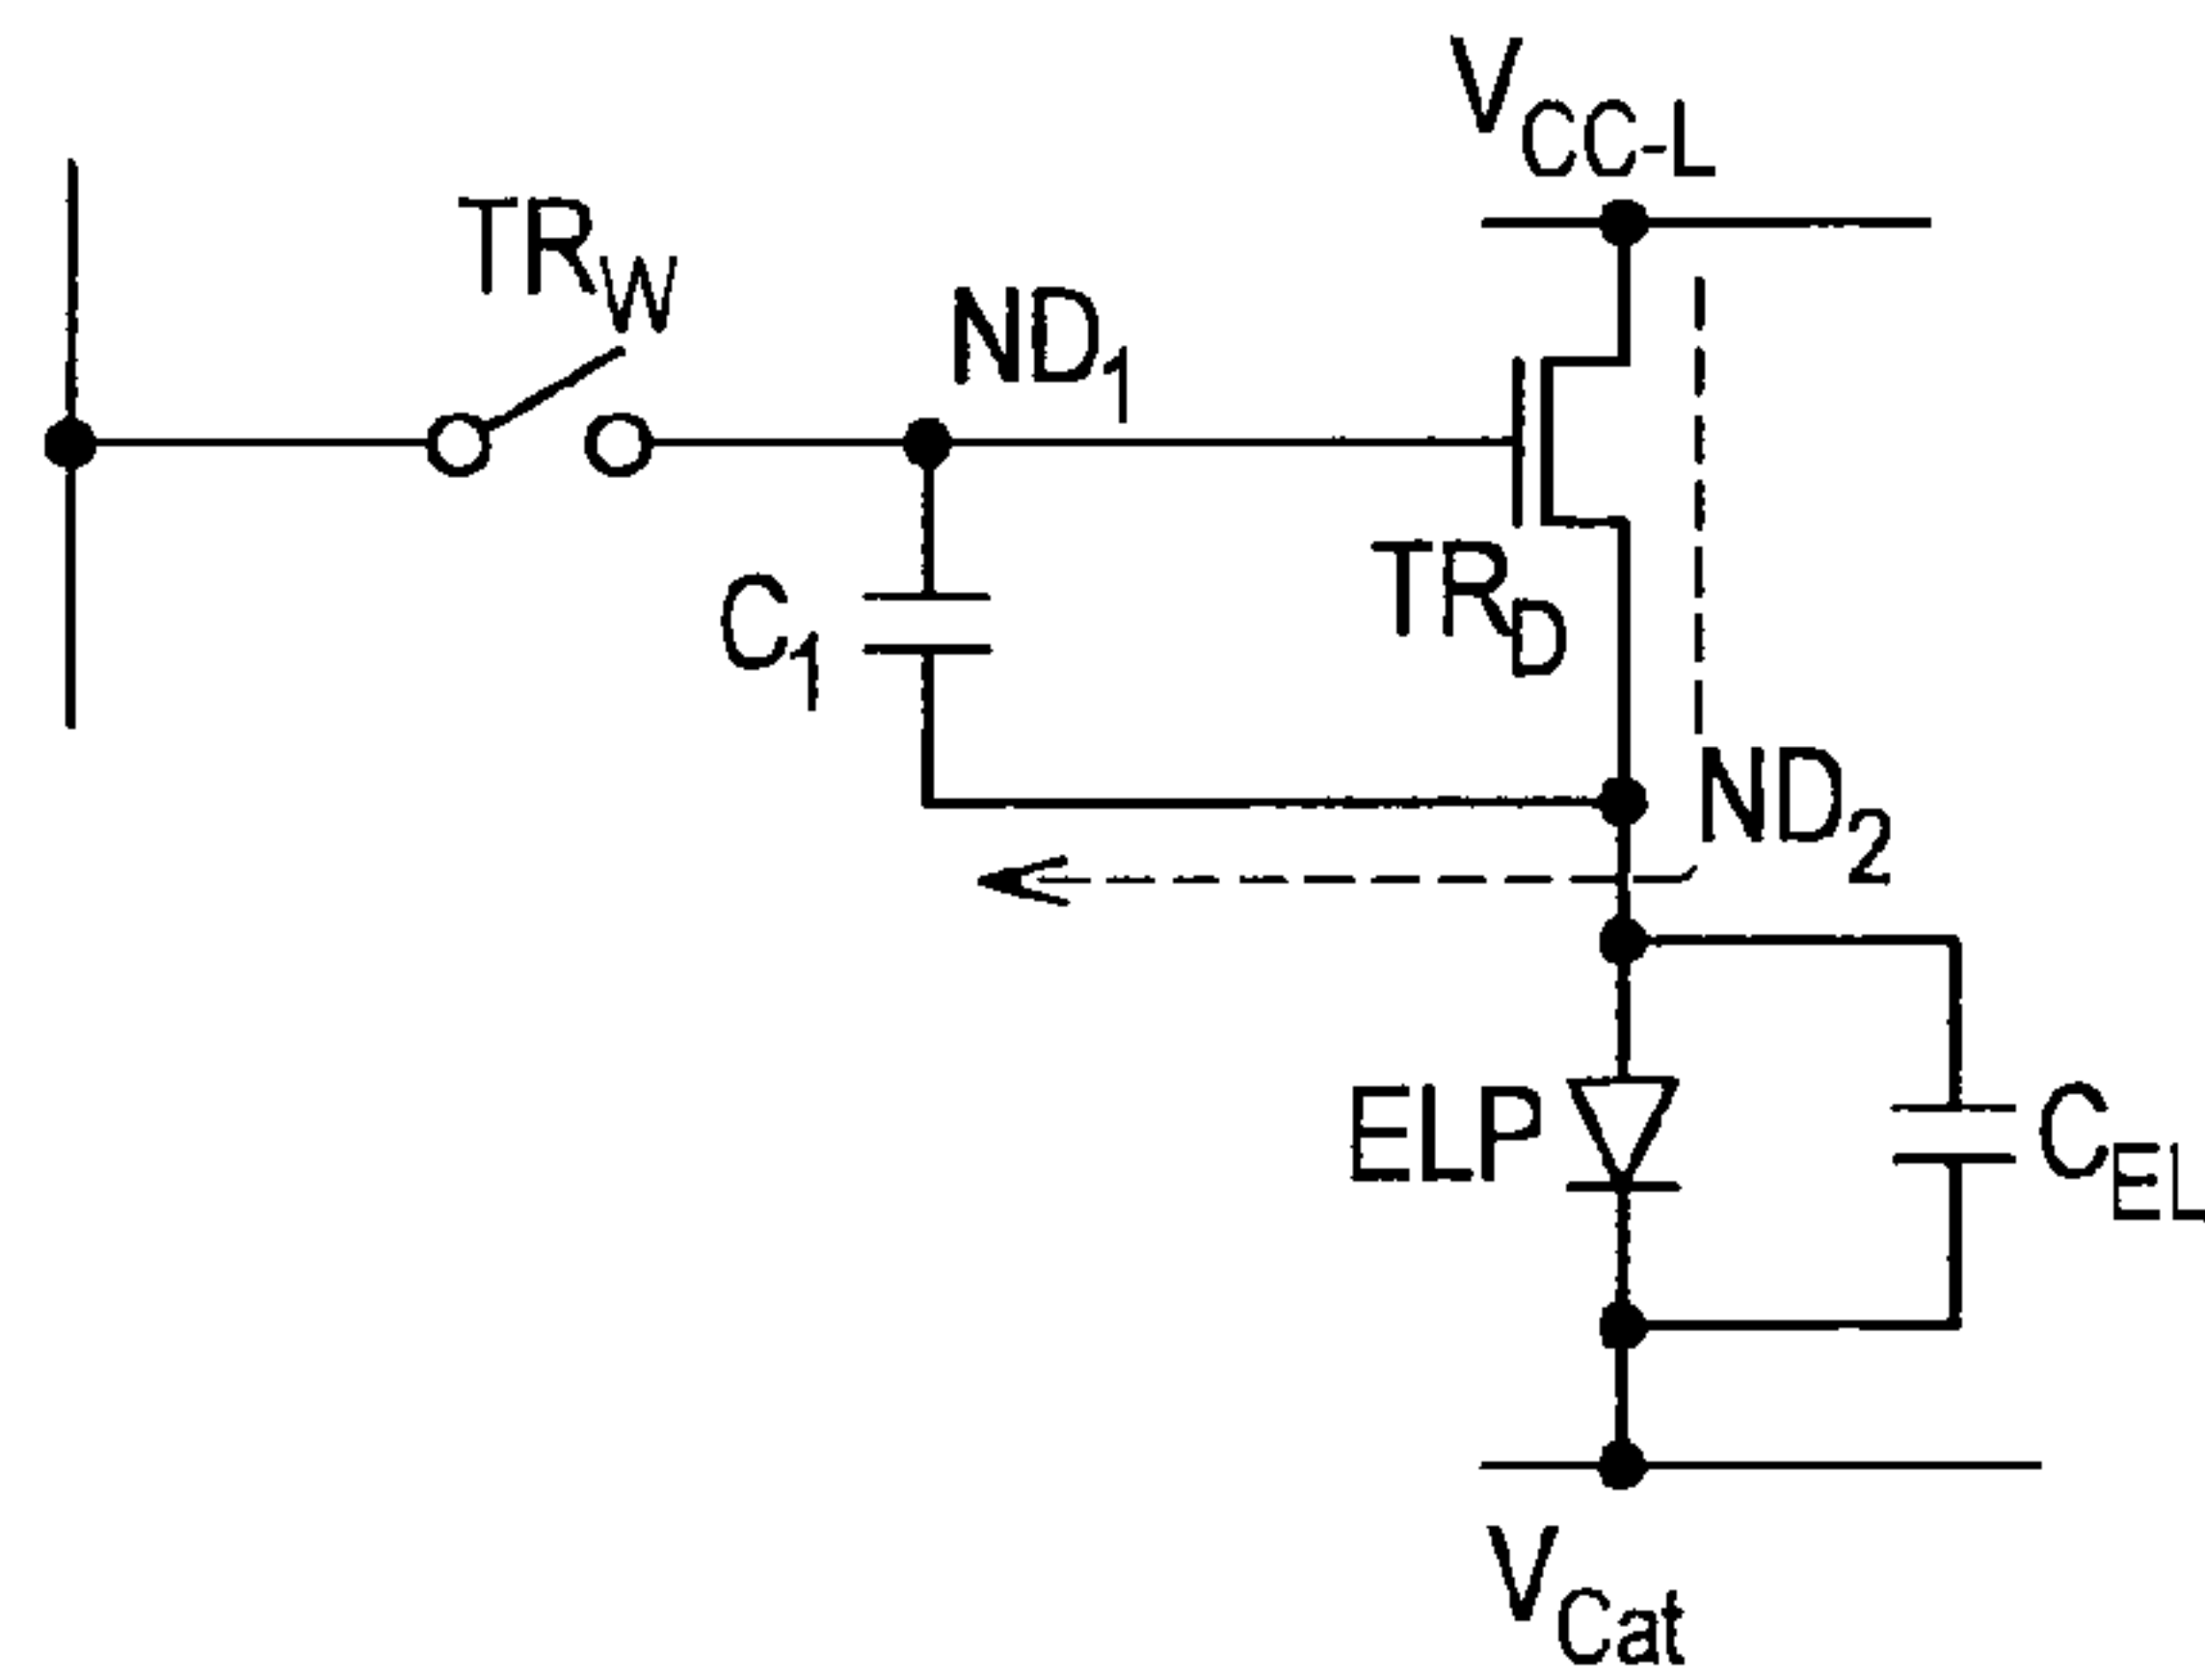 V_CC-L
TR_W
ND_1
C_1
TR_D
ND_2
ELP
C_EL
V_Cat